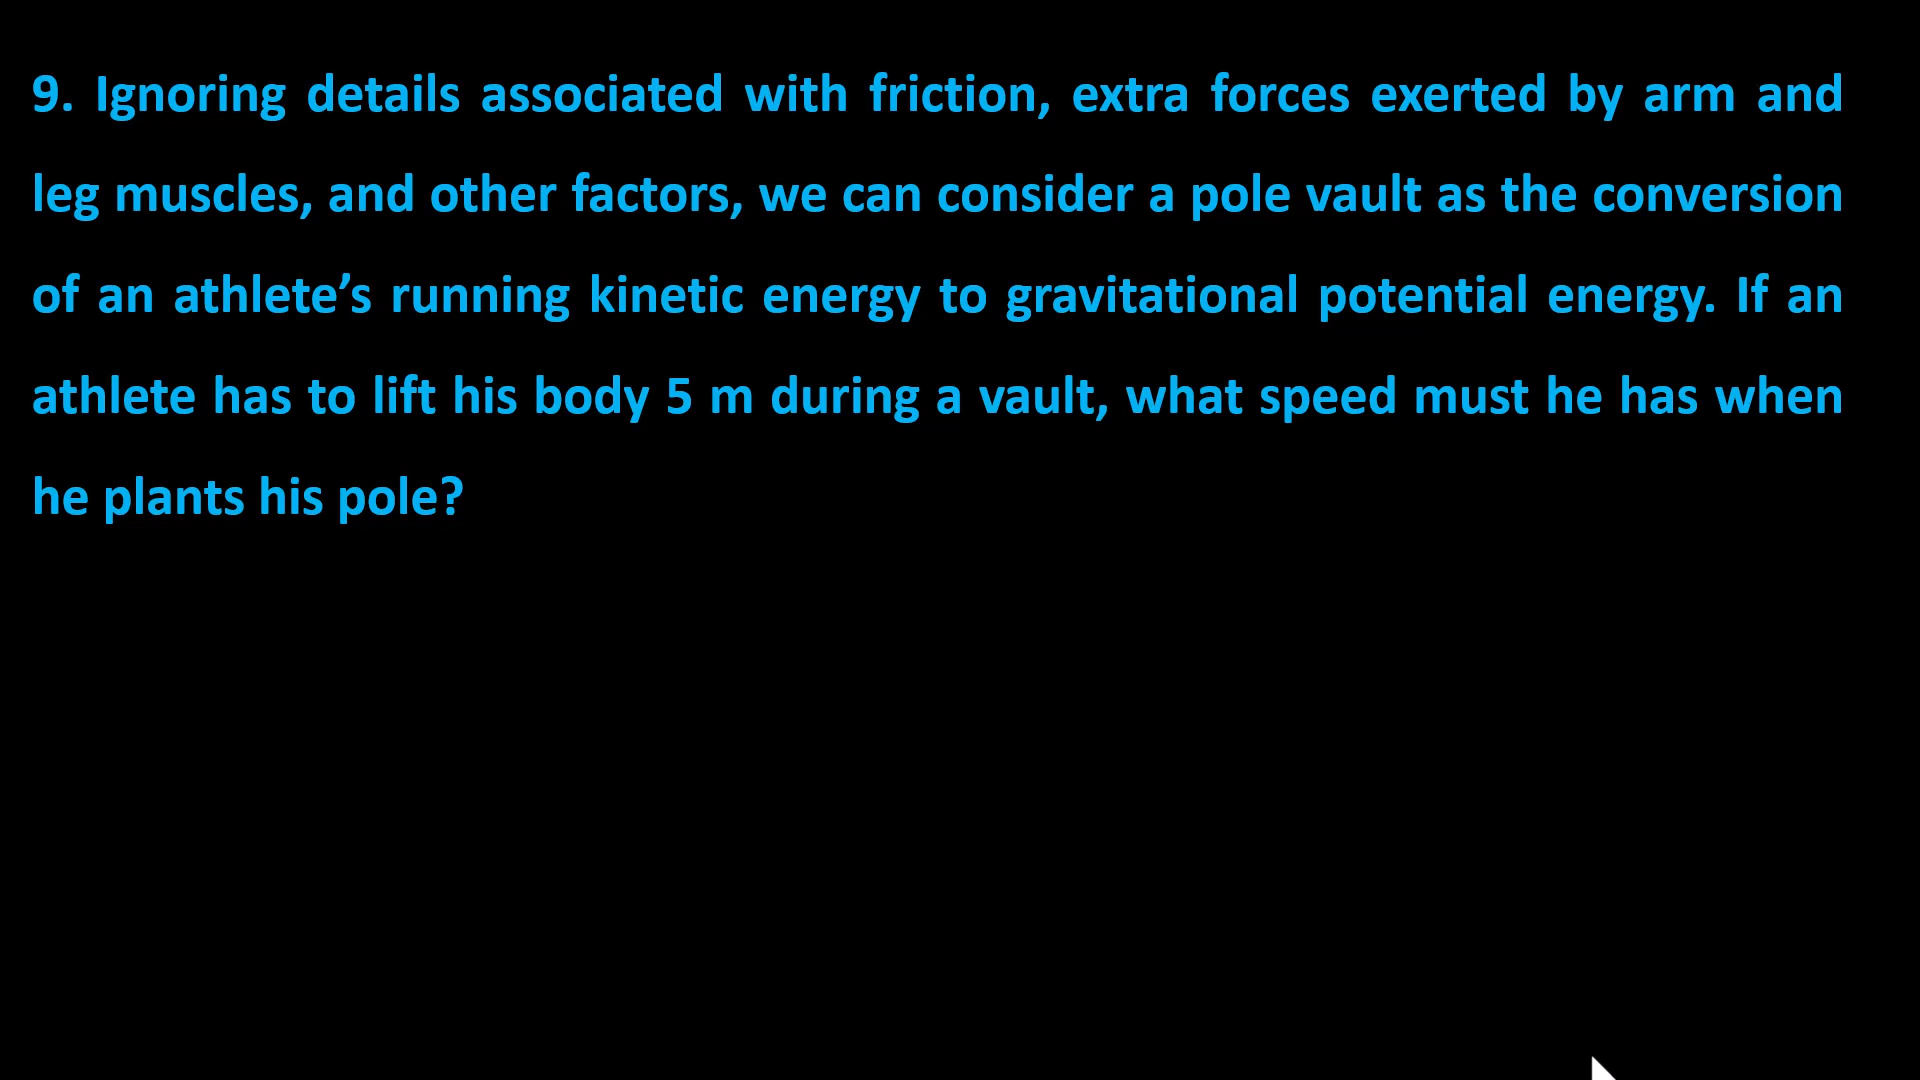 9. Ignoring details associated with friction, extra forces exerted by arm and
leg muscles, and other factors, we can consider a pole vault as the conversion
of an athlete’s running kinetic energy to gravitational potential energy. If an
athlete has to lift his body 5 m during a vault, what speed must he has when
he plants his pole?